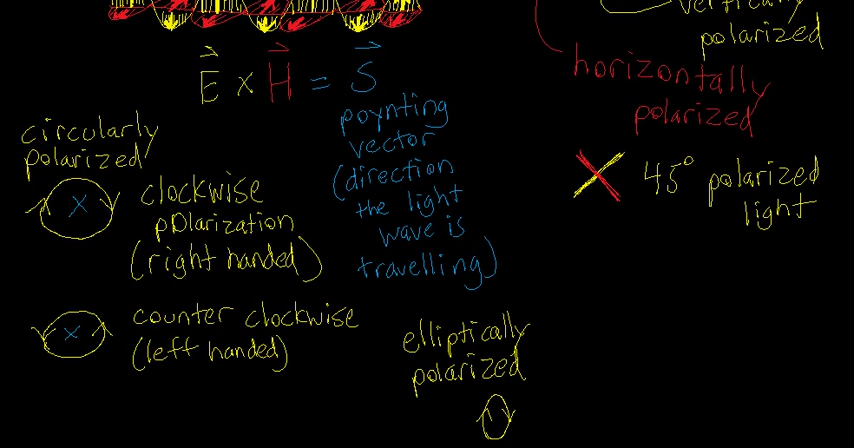 vertically
polarized
horizontally
polarized
E × H = S
poynting
vector
(direction
the light
wave is
travelling)
circularly
polarized
clockwise
polarization
(right handed)
counter clockwise
(left handed)
elliptically
polarized
45° polarized
light